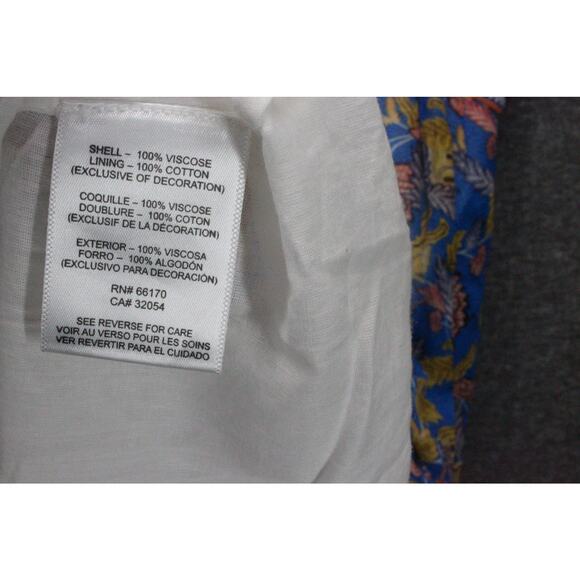 SHELL – 100% VISCOSE
LINING – 100% COTTON
(EXCLUSIVE OF DECORATION)
COQUILLE – 100% VISCOSE
DOUBLURE – 100% COTON
(EXCLUSIF DE LA DÉCORATION)
EXTERIOR – 100% VISCOSA
FORRO – 100% ALGODÓN
(EXCLUSIVO PARA DECORACIÓN)
RN# 66170
CA# 32054
SEE REVERSE FOR CARE
VOIR AU VERSO POUR LES SOINS
VER REVERTIR PARA EL CUIDADO